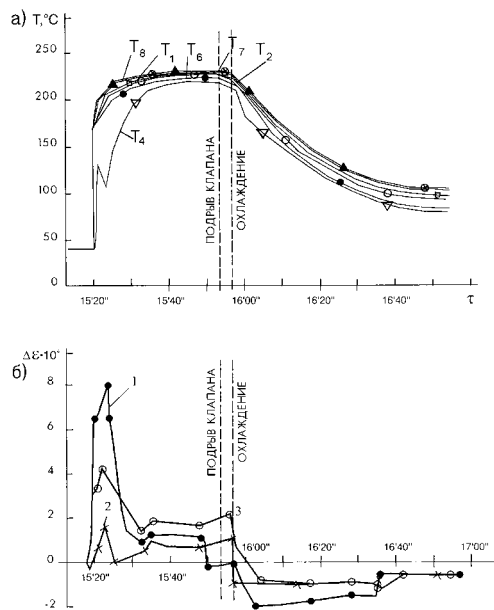 а)
T,°C
T₈ T₁ T₆ T₇ T₂
T₄
250
200
150
100
50
0
ПОДРЫВ КЛАПАНА
ОХЛАЖДЕНИЕ
15'20" 15'40" 16'00" 16'20" 16'40" τ
б)
Δε·10⁴
8
6
4
2
0
-2
1
2
3
ПОДРЫВ КЛАПАНА
ОХЛАЖДЕНИЕ
15'20" 15'40" 16'00" 16'20" 16'40" 17'00"